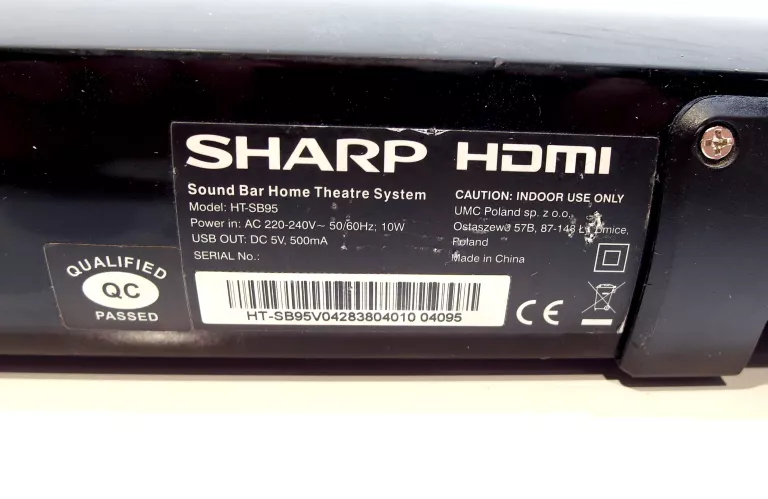 SHARP HDMI
Sound Bar Home Theatre System
Model: HT-SB95
Power in: AC 220-240V~ 50/60Hz; 10W
USB OUT: DC 5V, 500mA
SERIAL No.:
HT-SB95V04283804010 04095
CAUTION: INDOOR USE ONLY
UMC Poland sp. z o.o.
Ostaszewo 57B, 87-148
Poland
Made in China
CE
QUALIFIED
QC
PASSED